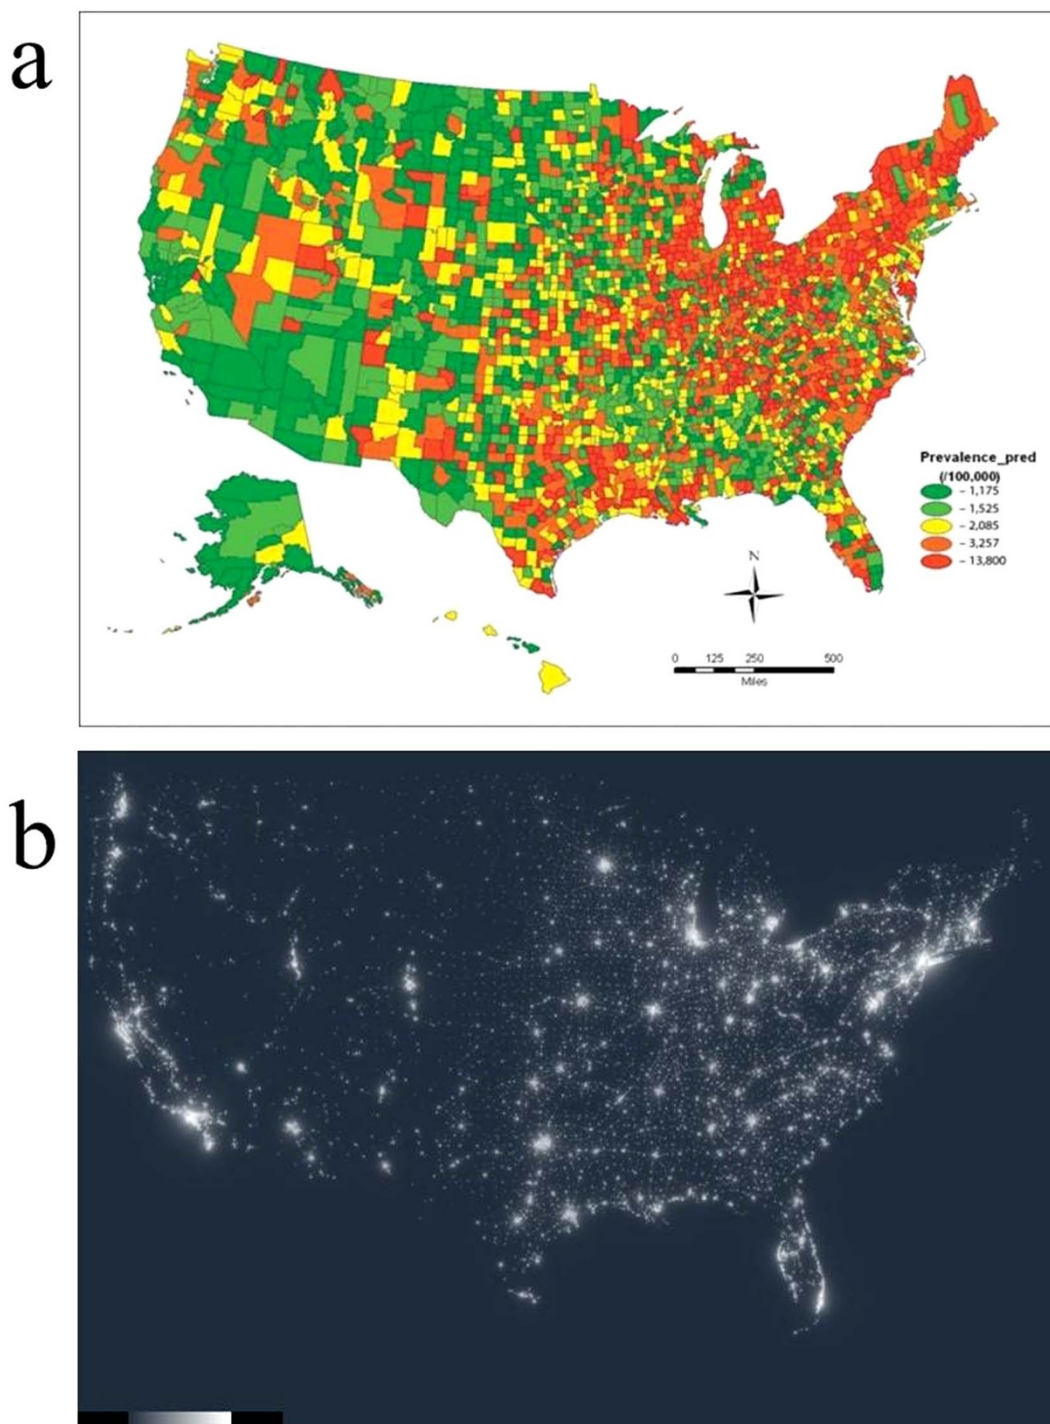 a
Prevalence_pred
(/100,000)
– 1,175
– 1,525
– 2,085
– 3,257
– 13,800
N
0 125 250 500
Miles
b